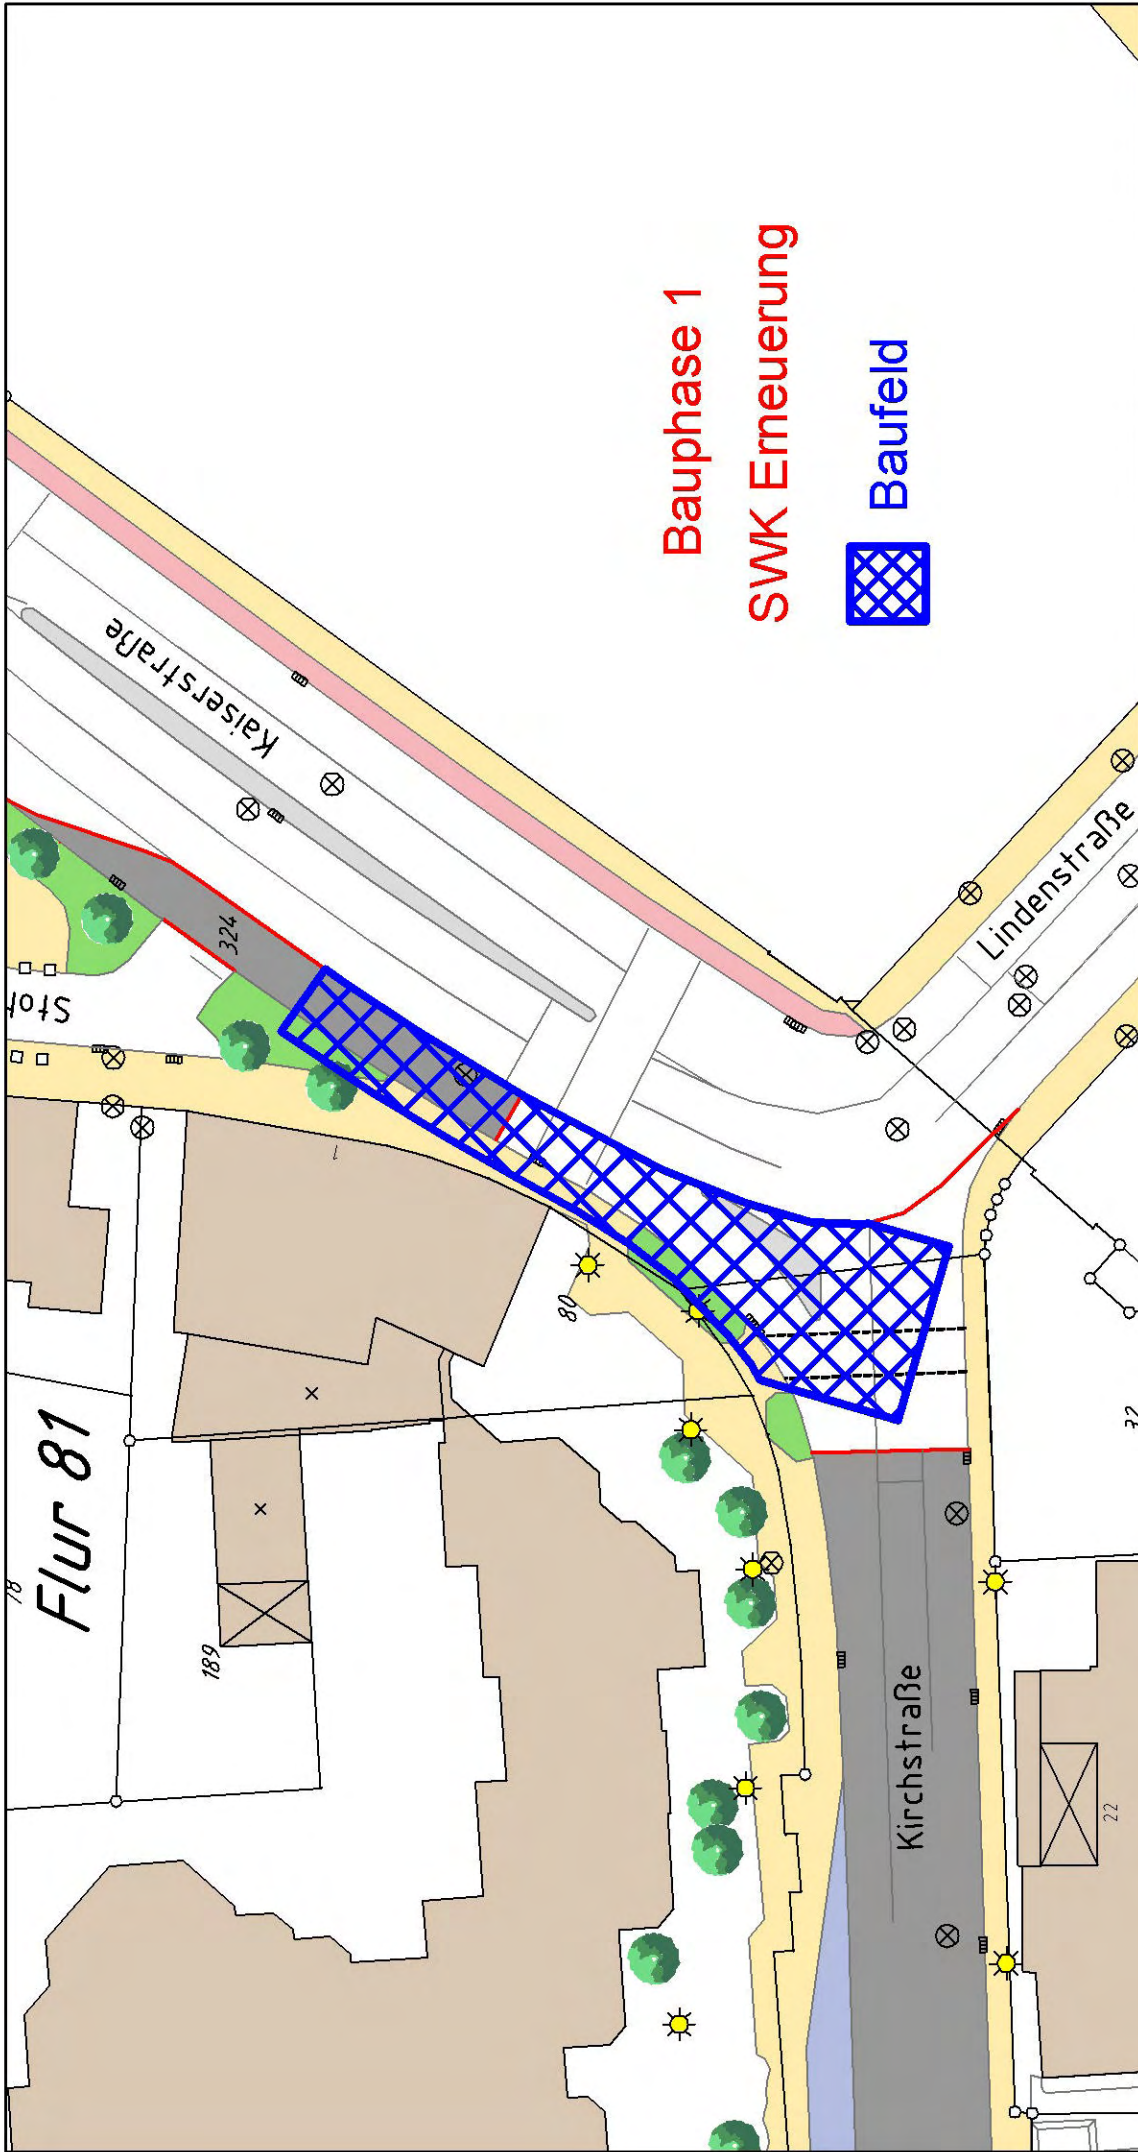 Bauphase 1
SWK Erneuerung
Baufeld
Kaiserstraße
Lindenstraße
Kirchstraße
Flur 81
324
80
189
22